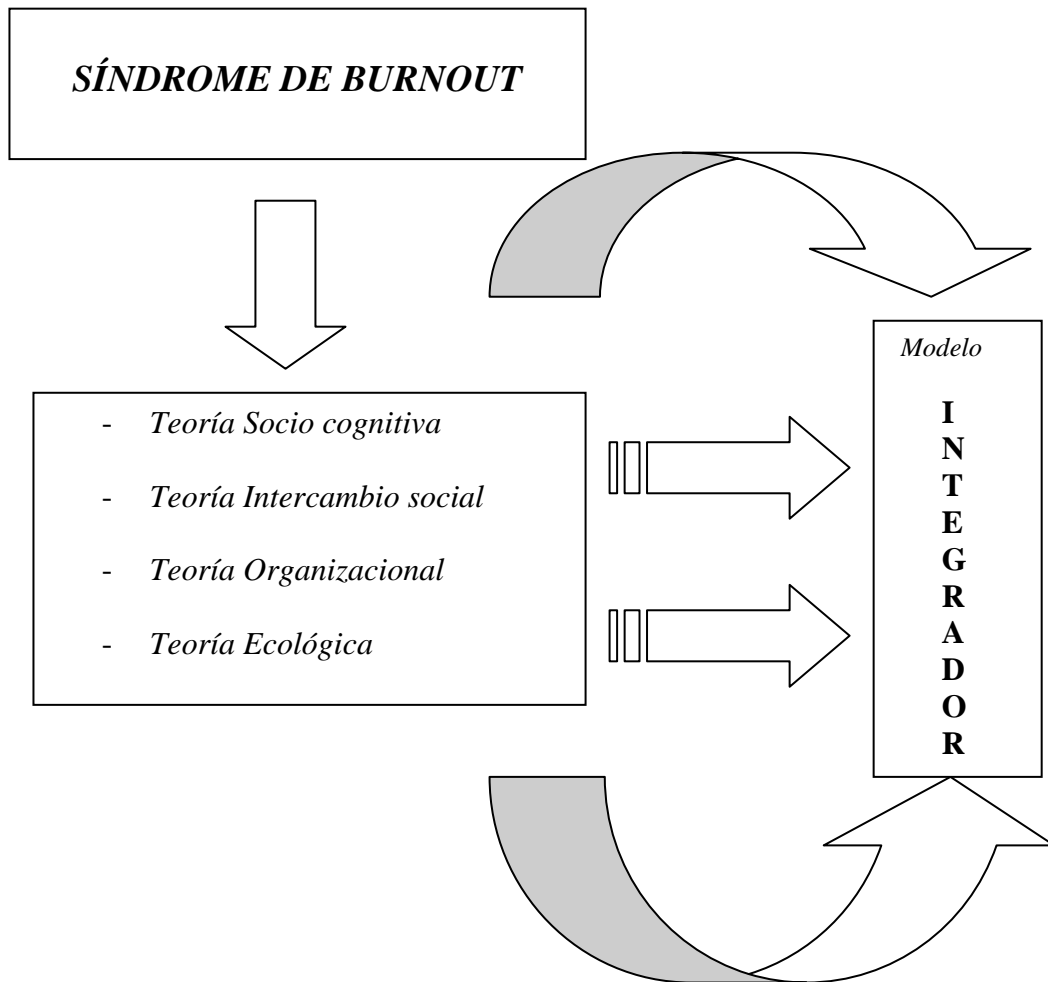 SÍNDROME DE BURNOUT
- Teoría Socio cognitiva
- Teoría Intercambio social
- Teoría Organizacional
- Teoría Ecológica
Modelo
I
N
T
E
G
R
A
D
O
R